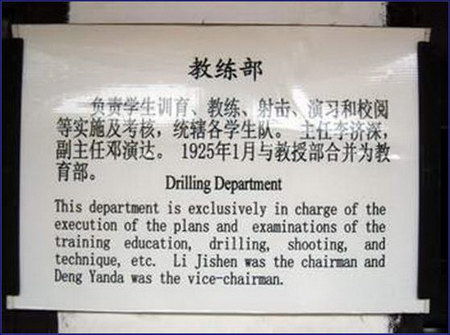 教练部
负责学生训育、教练、射击、演习和校阅
等实施及考核，统辖各学生队。主任李济深，
副主任邓演达。1925年1月与教授部合并为教
育部。
Drilling Department
This department is exclusively in charge of the
execution of the plans and examinations of the
training education, drilling, shooting, and
technique, etc. Li Jishen was the chairman and
Deng Yanda was the vice-chairman.